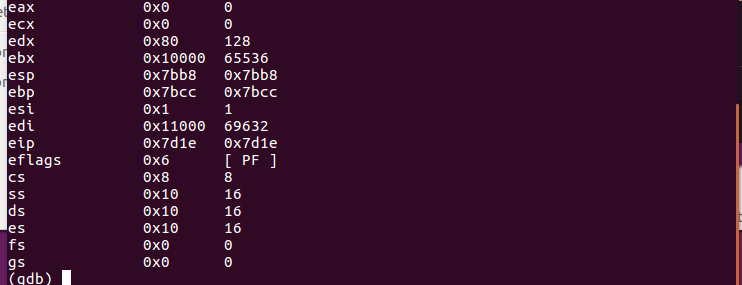 eax 0x0 0
ecx 0x0 0
edx 0x80 128
ebx 0x10000 65536
esp 0x7bb8 0x7bb8
ebp 0x7bcc 0x7bcc
esi 0x1 1
edi 0x11000 69632
eip 0x7d1e 0x7d1e
eflags 0x6 [ PF ]
cs 0x8 8
ss 0x10 16
ds 0x10 16
es 0x10 16
fs 0x0 0
gs 0x0 0
(gdb)